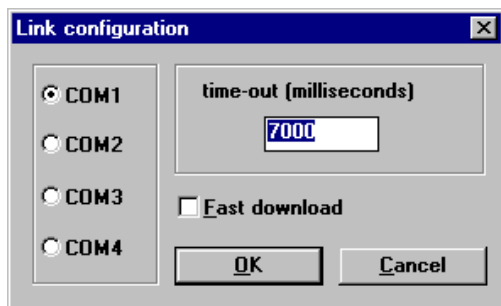 Link configuration
COM1
COM2
COM3
COM4
time-out (milliseconds)
7000
Fast download
OK
Cancel